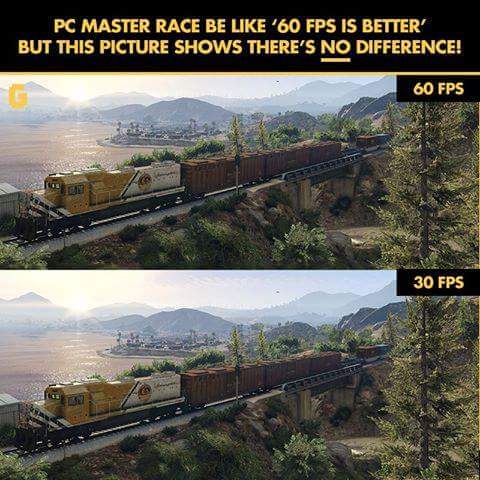 PC MASTER RACE BE LIKE ‘60 FPS IS BETTER’
BUT THIS PICTURE SHOWS THERE’S NO DIFFERENCE!
G
60 FPS
30 FPS